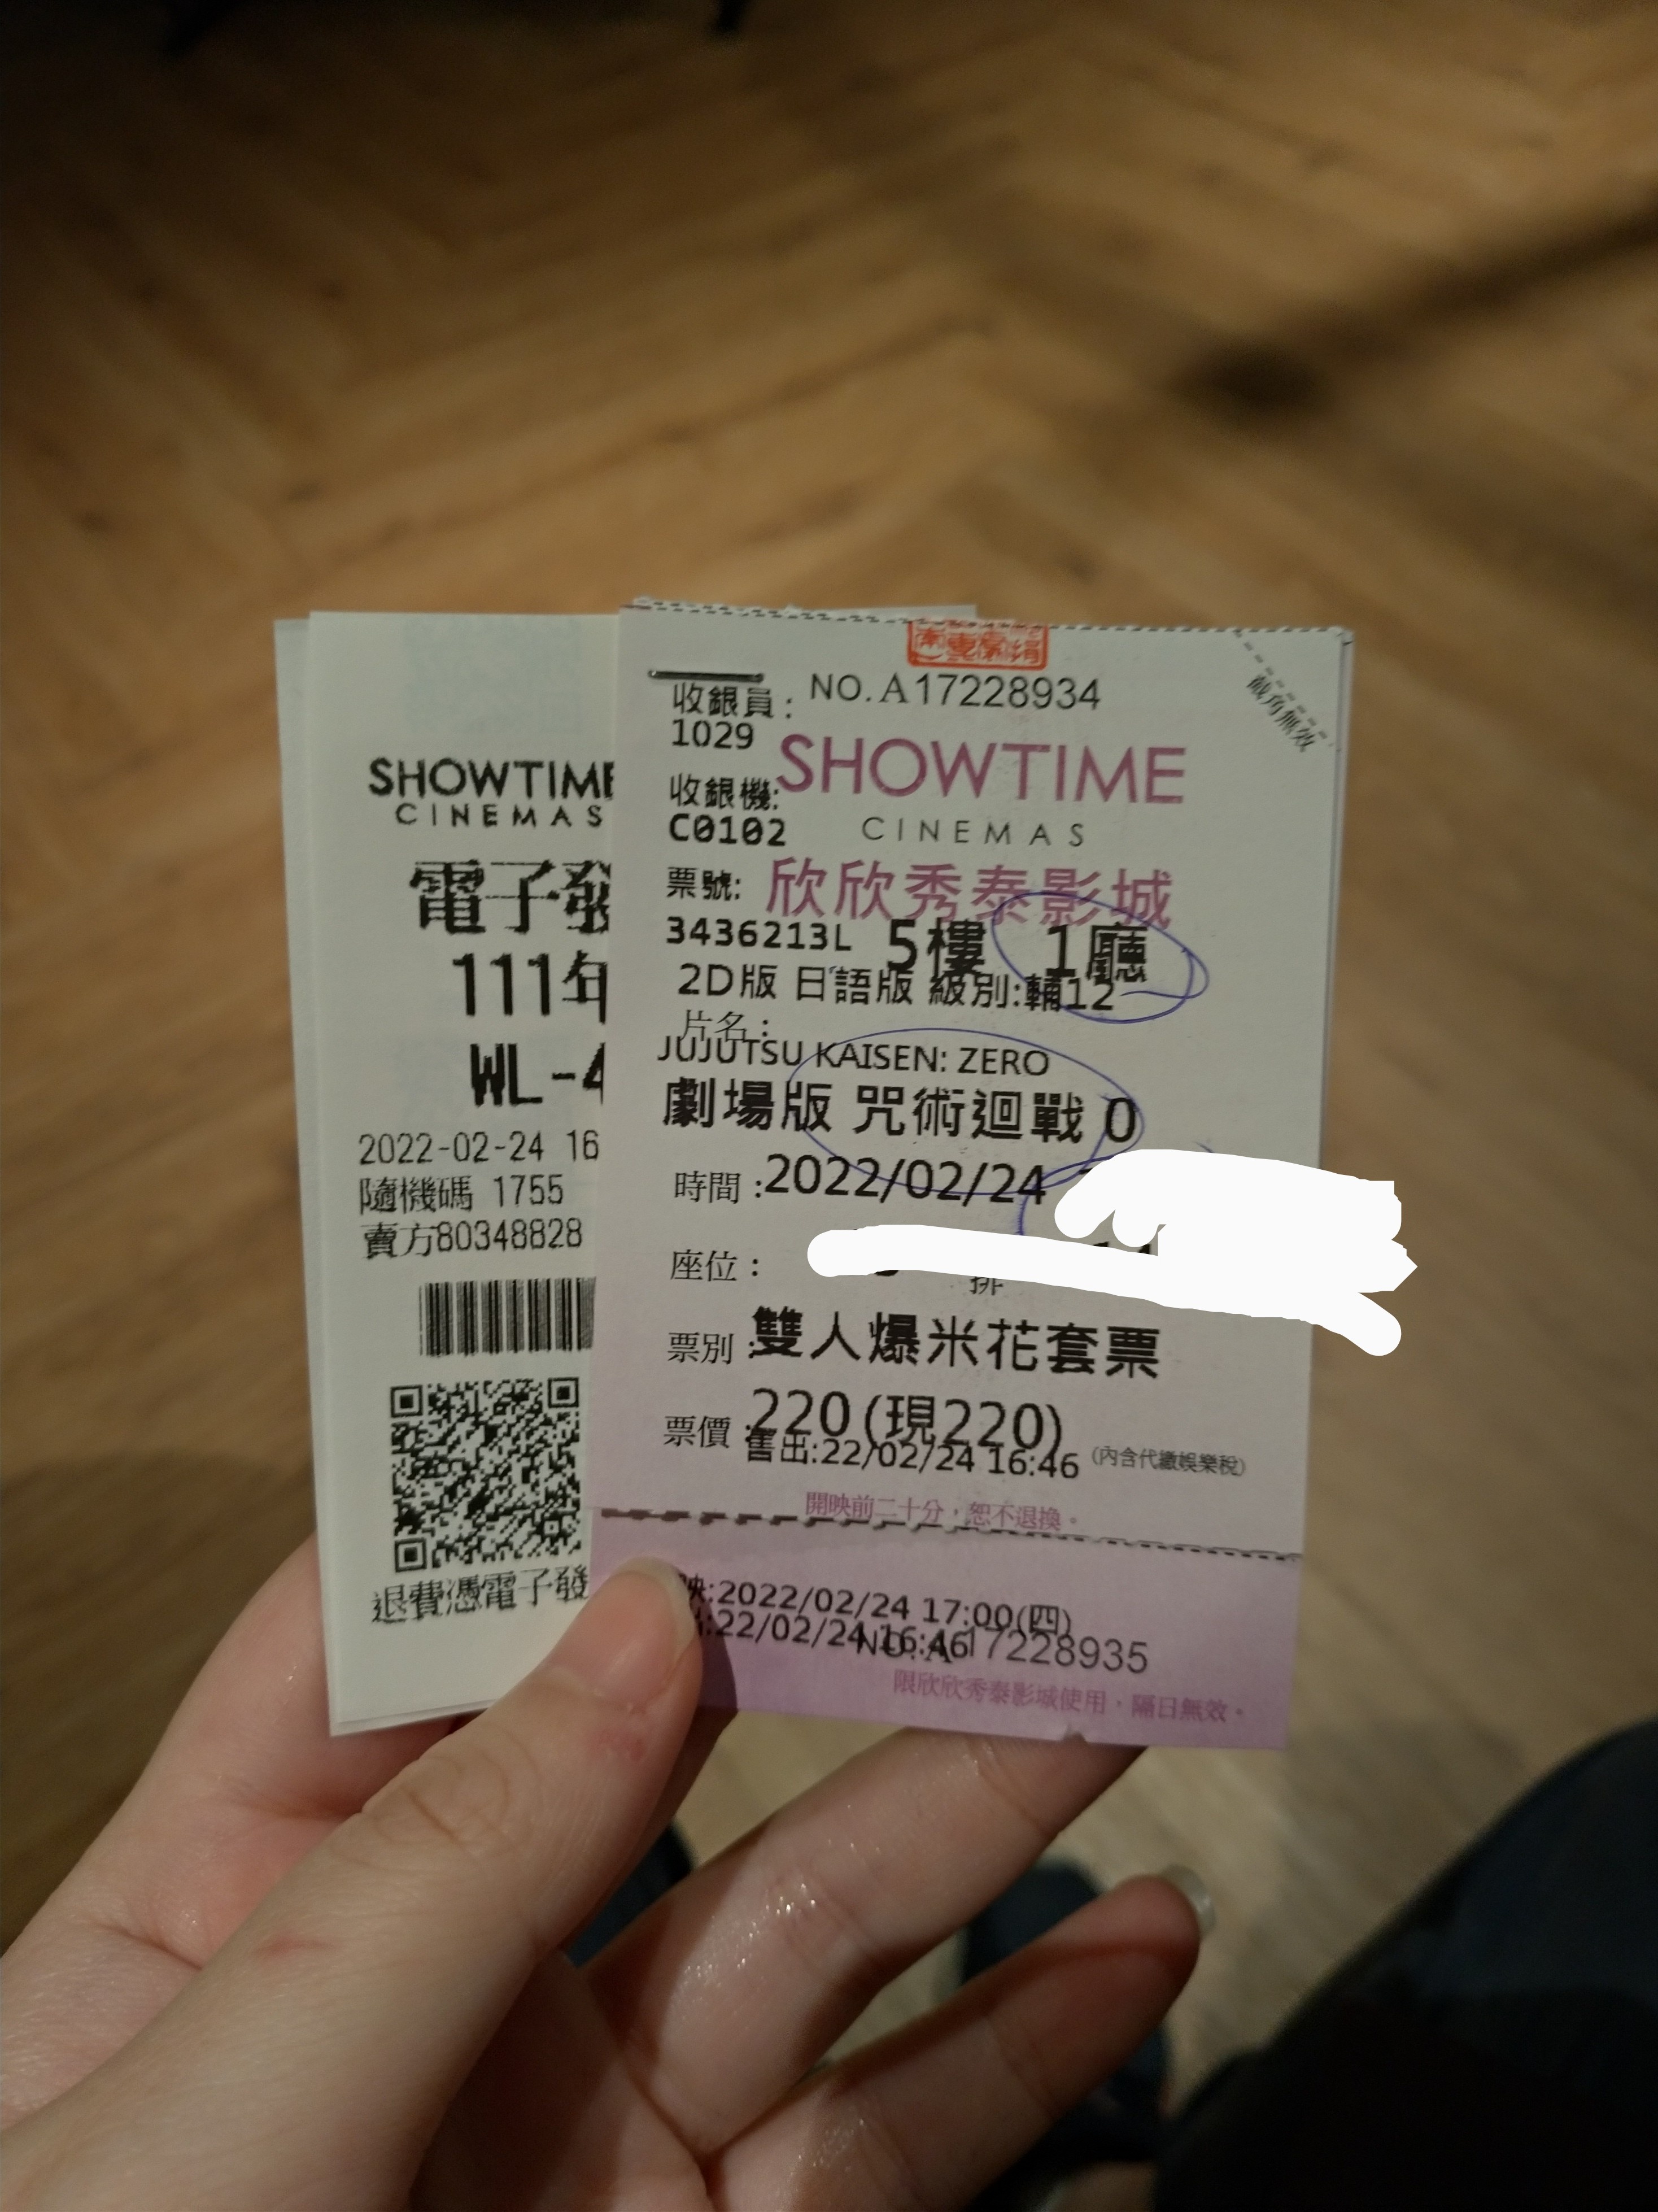 SHOWTIME
CINEMAS
電子發
111年
WL-4
2022-02-24 16
隨機碼 1755
賣方80348828
退費憑電子發
收銀員: NO.A17228934
1029
截角無效
SHOWTIME
收銀機:
C0102
CINEMAS
票號: 欣欣秀泰影城
3436213L 5樓 1廳
2D版 日語版 級別:輔12
片名:
JUJUTSU KAISEN: ZERO
劇場版 咒術迴戰 0
時間:2022/02/24
座位: 排
票別:雙人爆米花套票
票價:220(現220)
售出:22/02/24 16:46 (內含代繳娛樂稅)
開映前二十分,恕不退換。
映:2022/02/24 17:00(四)
:22/02/24 16:46
NO.A17228935
限欣欣秀泰影城使用,隔日無效。